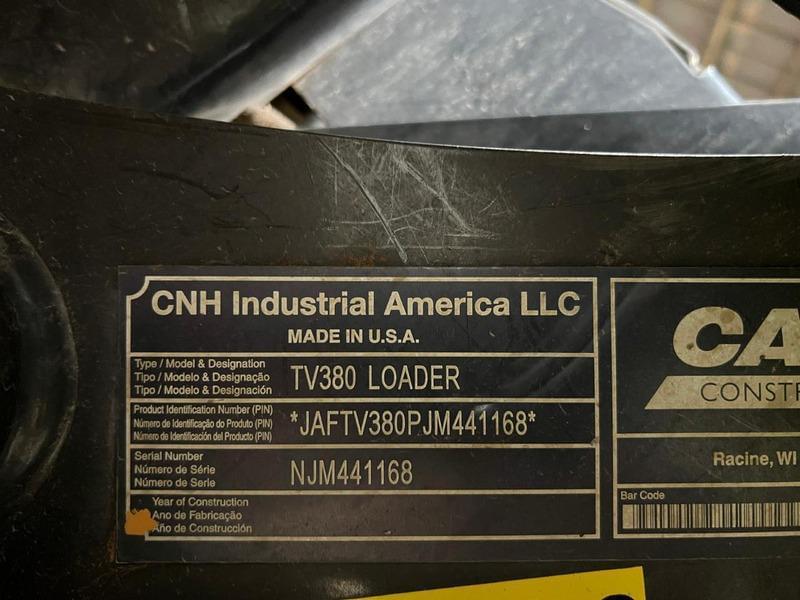 CNH Industrial America LLC
MADE IN U.S.A.
Type / Model & Designation
Tipo / Modelo & Designação
Tipo / Modelo & Designación
TV380 LOADER
Product Identification Number (PIN)
Número de Identificação do Produto (PIN)
Número de Identificación del Producto (PIN)
*JAFTV380PJM441168*
Serial Number
Número de Série
Número de Serie
NJM441168
Year of Construction
Ano de Fabricação
Año de Construcción
CA
CONSTR
Racine, WI
Bar Code